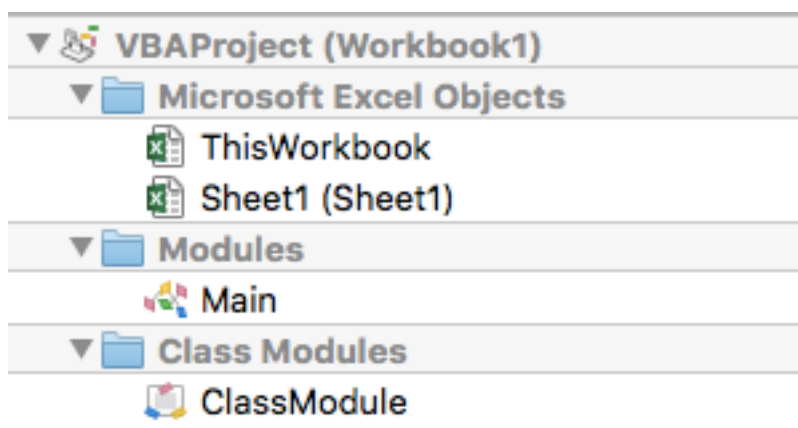 VBAProject (Workbook1)
Microsoft Excel Objects
ThisWorkbook
Sheet1 (Sheet1)
Modules
Main
Class Modules
ClassModule